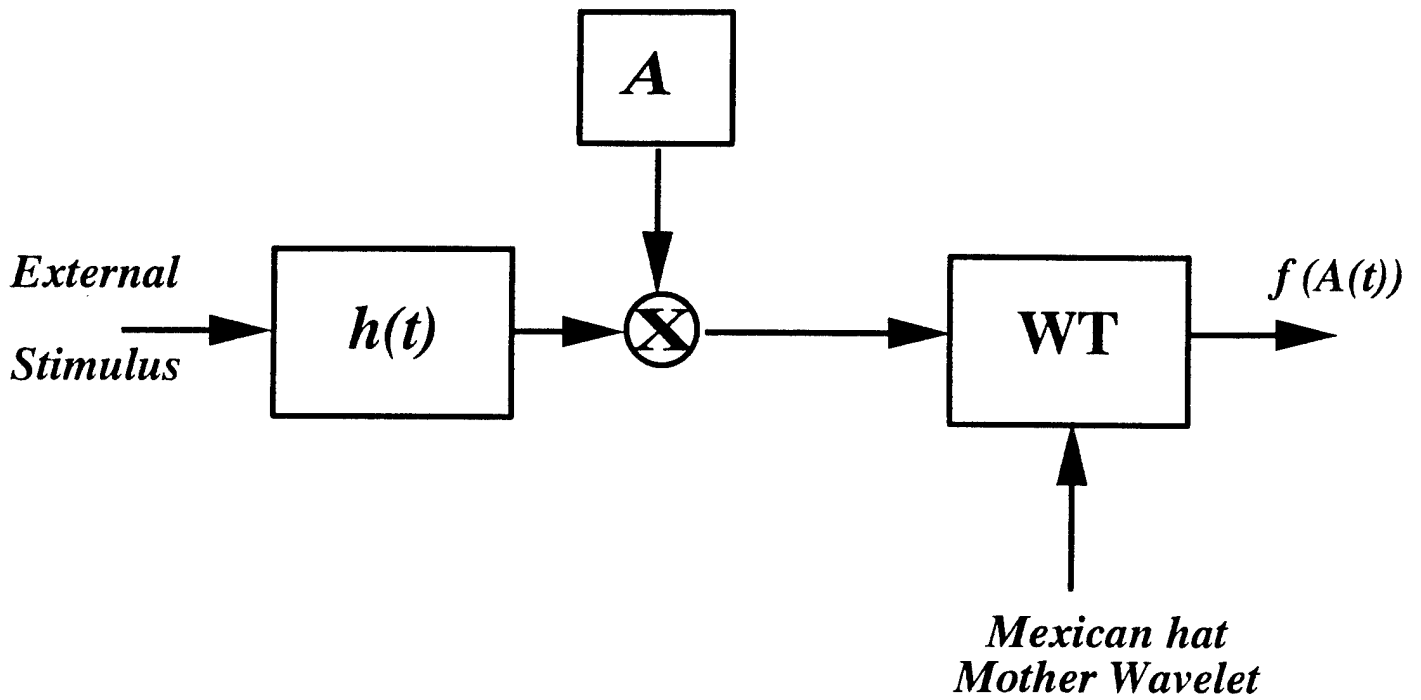 A
External
Stimulus
h(t)
X
WT
f (A(t))
Mexican hat
Mother Wavelet